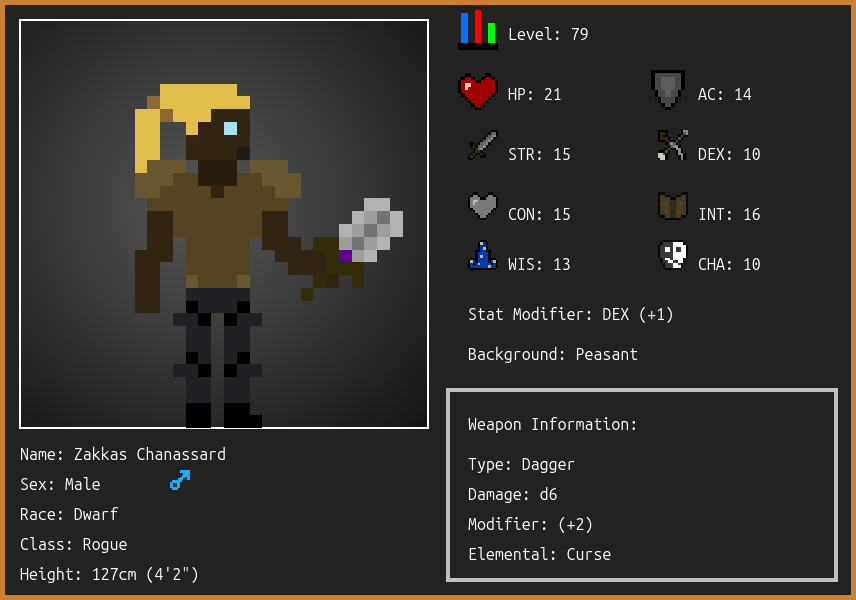 Level: 79
HP: 21
AC: 14
STR: 15
DEX: 10
CON: 15
INT: 16
WIS: 13
CHA: 10
Stat Modifier: DEX (+1)
Background: Peasant
Weapon Information:
Type: Dagger
Damage: d6
Modifier: (+2)
Elemental: Curse
Name: Zakkas Chanassard
Sex: Male
Race: Dwarf
Class: Rogue
Height: 127cm (4'2")